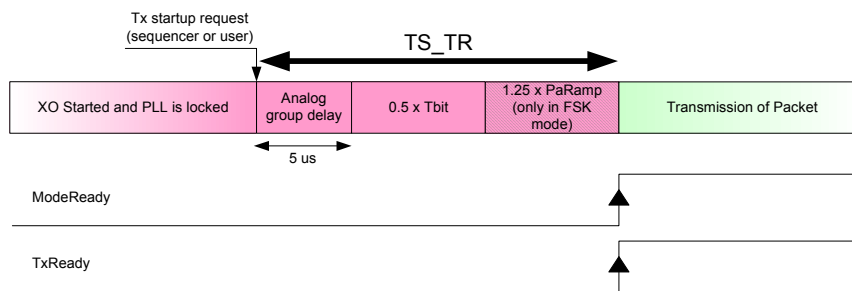 Tx startup request
(sequencer or user)
TS_TR
XO Started and PLL is locked
Analog
group delay
0.5 x Tbit
1.25 x PaRamp
(only in FSK
mode)
Transmission of Packet
5 us
ModeReady
TxReady